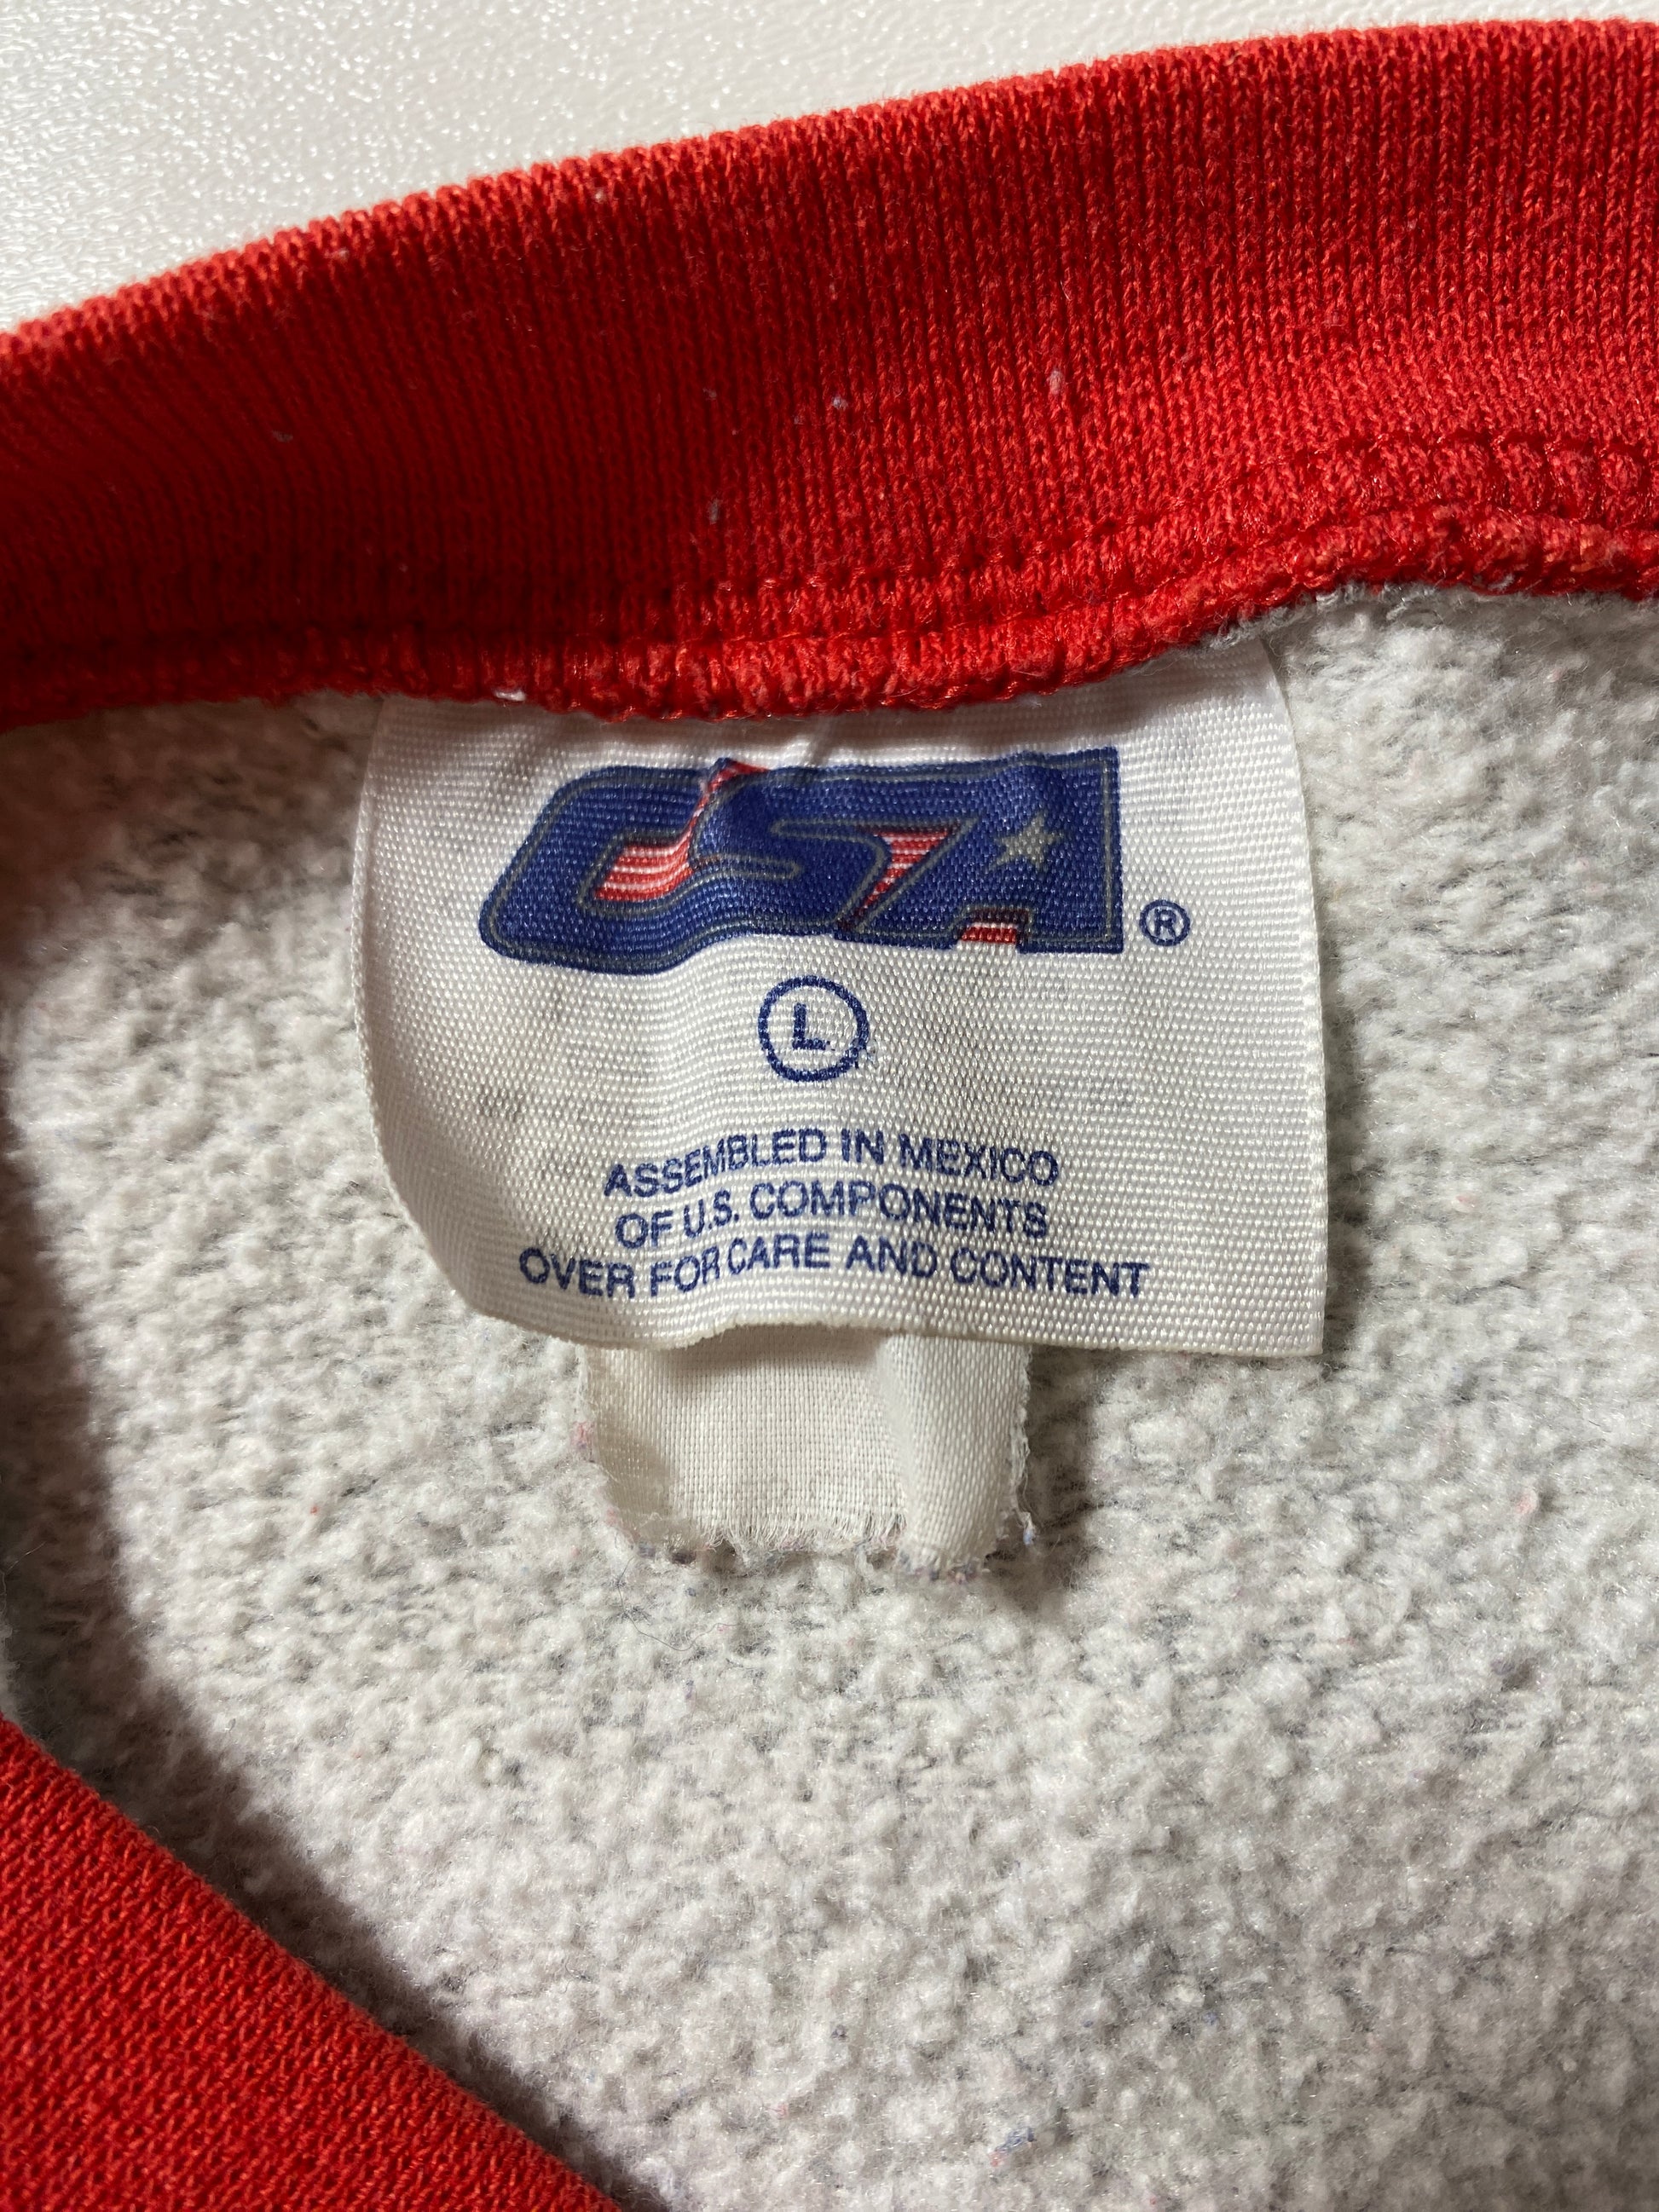 CSA ®
L
ASSEMBLED IN MEXICO
OF U.S. COMPONENTS
OVER FOR CARE AND CONTENT